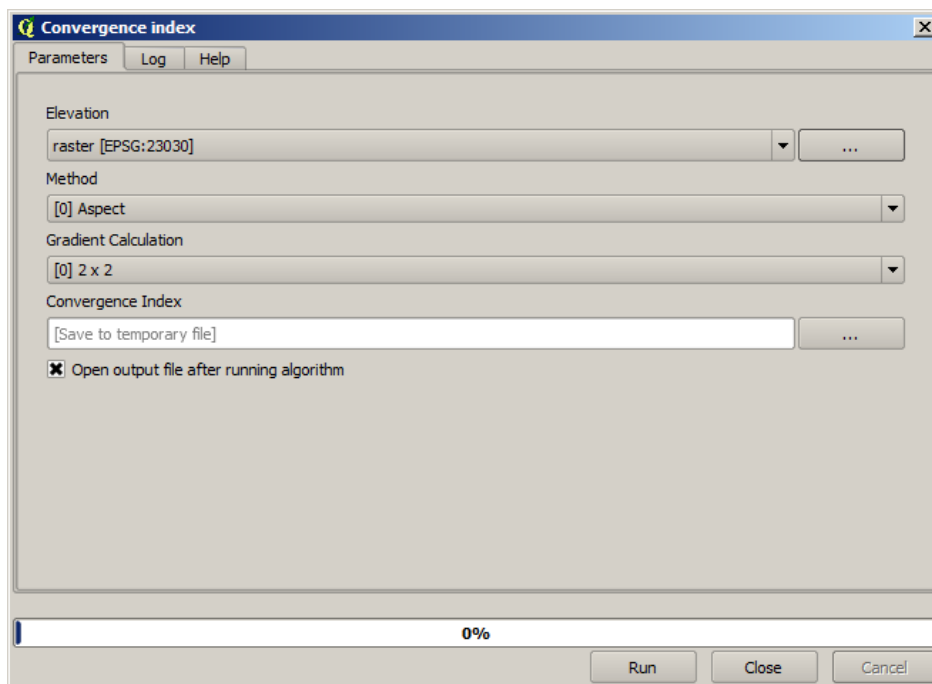 Convergence index
Parameters Log Help
Elevation
raster [EPSG:23030]
...
Method
[0] Aspect
Gradient Calculation
[0] 2 x 2
Convergence Index
[Save to temporary file]
...
Open output file after running algorithm
0%
Run Close Cancel